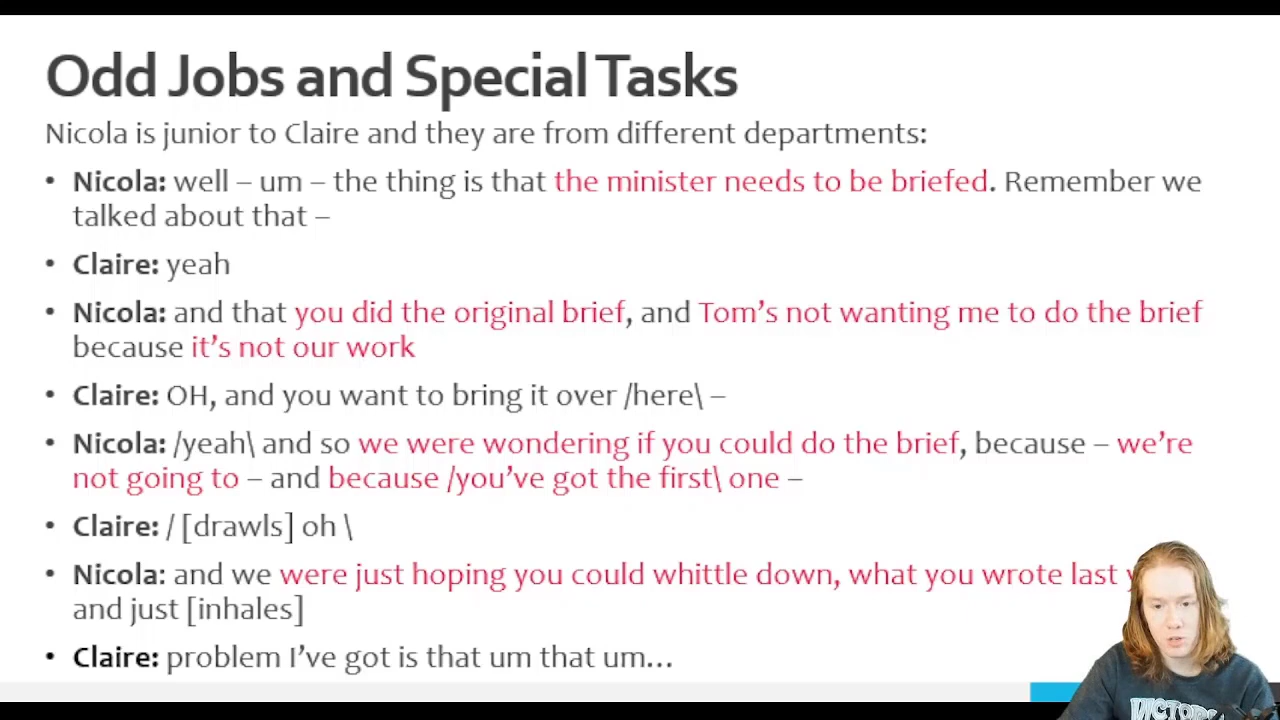 Odd Jobs and Special Tasks
Nicola is junior to Claire and they are from different departments:
• Nicola: well – um – the thing is that the minister needs to be briefed. Remember we
talked about that –
• Claire: yeah
• Nicola: and that you did the original brief, and Tom's not wanting me to do the brief
because it's not our work
• Claire: OH, and you want to bring it over /here\ –
• Nicola: /yeah\ and so we were wondering if you could do the brief, because – we're
not going to – and because /you've got the first\ one –
• Claire: / [drawls] oh \
• Nicola: and we were just hoping you could whittle down, what you wrote last
and just [inhales]
• Claire: problem I've got is that um that um…